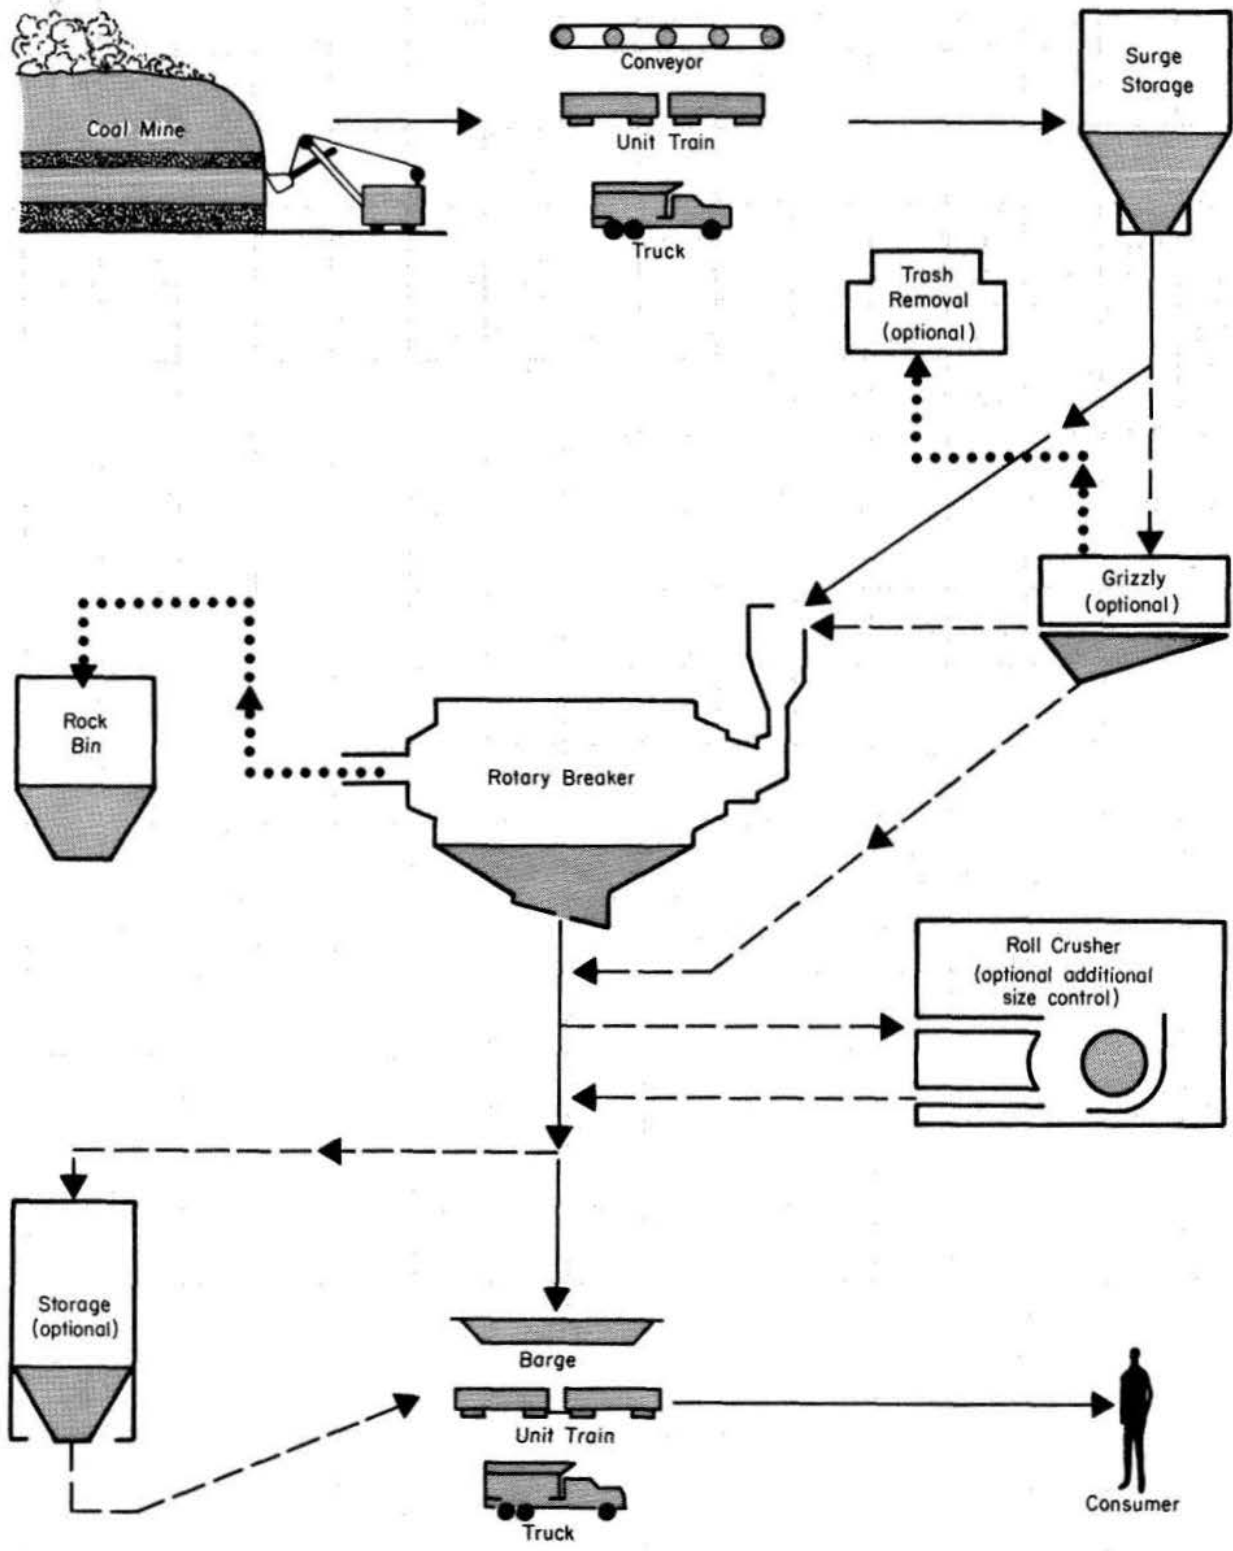 Coal Mine
Conveyor
Unit Train
Truck
Surge
Storage
Trash
Removal
(optional)
Grizzly
(optional)
Rock
Bin
Rotary Breaker
Roll Crusher
(optional additional
size control)
Storage
(optional)
Barge
Unit Train
Truck
Consumer